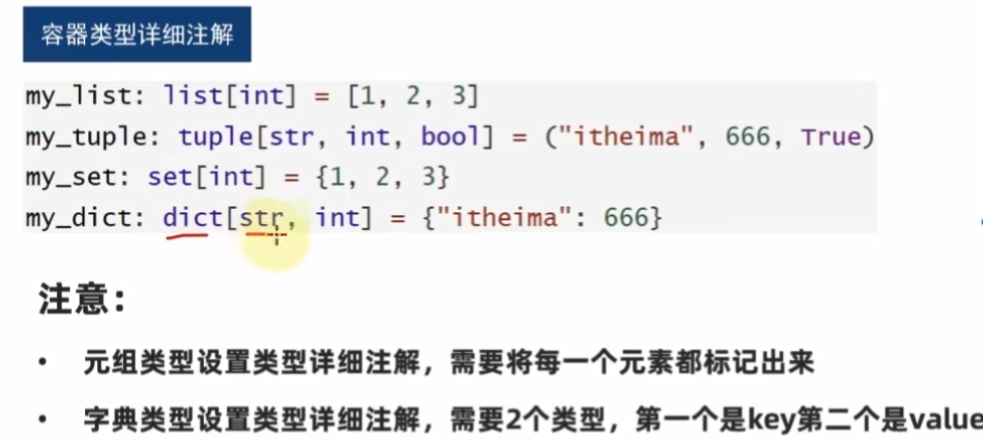 容器类型详细注解
my_list: list[int] = [1, 2, 3]
my_tuple: tuple[str, int, bool] = ("itheima", 666, True)
my_set: set[int] = {1, 2, 3}
my_dict: dict[str, int] = {"itheima": 666}
注意：
• 元组类型设置类型详细注解，需要将每一个元素都标记出来
• 字典类型设置类型详细注解，需要2个类型，第一个是key第二个是value